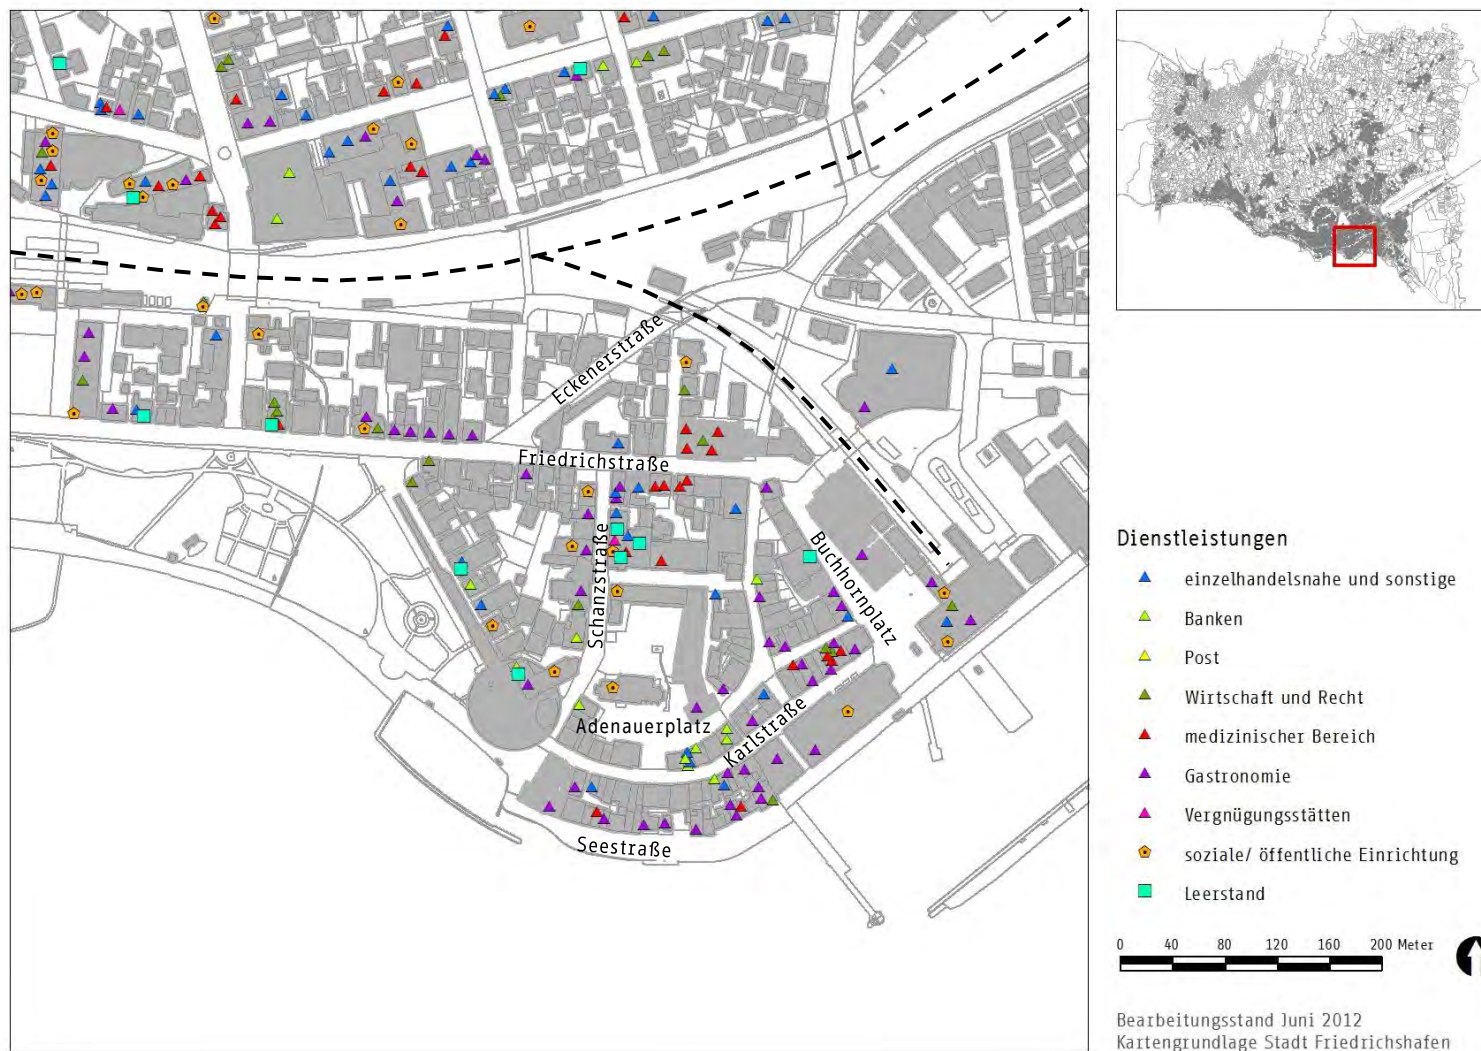 Eckenerstraße
Friedrichstraße
Schanzstraße
Buchhornplatz
Adenauerplatz
Karlstraße
Seestraße
Dienstleistungen
einzelhandelsnahe und sonstige
Banken
Post
Wirtschaft und Recht
medizinischer Bereich
Gastronomie
Vergnügungsstätten
soziale/ öffentliche Einrichtung
Leerstand
0 40 80 120 160 200 Meter
Bearbeitungsstand Juni 2012
Kartengrundlage Stadt Friedrichshafen